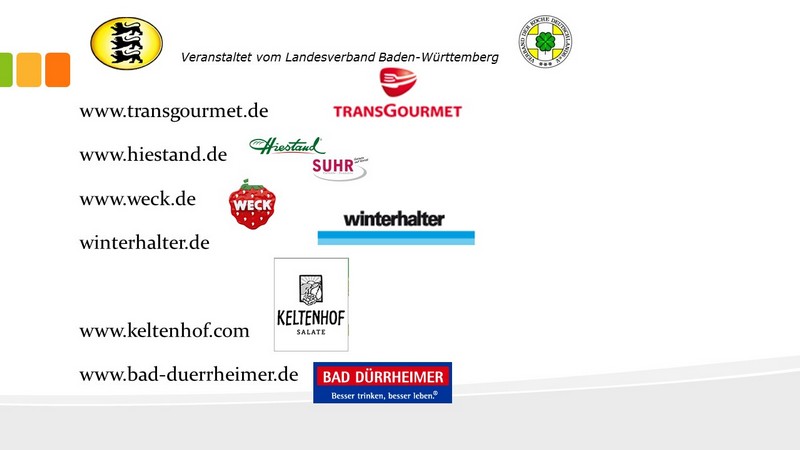 Veranstaltet vom Landesverband Baden-Württemberg
VERBAND DER KÖCHE DEUTSCHLANDS e.V.
www.transgourmet.de
TRANSGOURMET
www.hiestand.de
Hiestand
SUHR
www.weck.de
WECK
winterhalter
winterhalter.de
KELTENHOF
SALATE
www.keltenhof.com
www.bad-duerrheimer.de
BAD DÜRRHEIMER
Besser trinken, besser leben.®